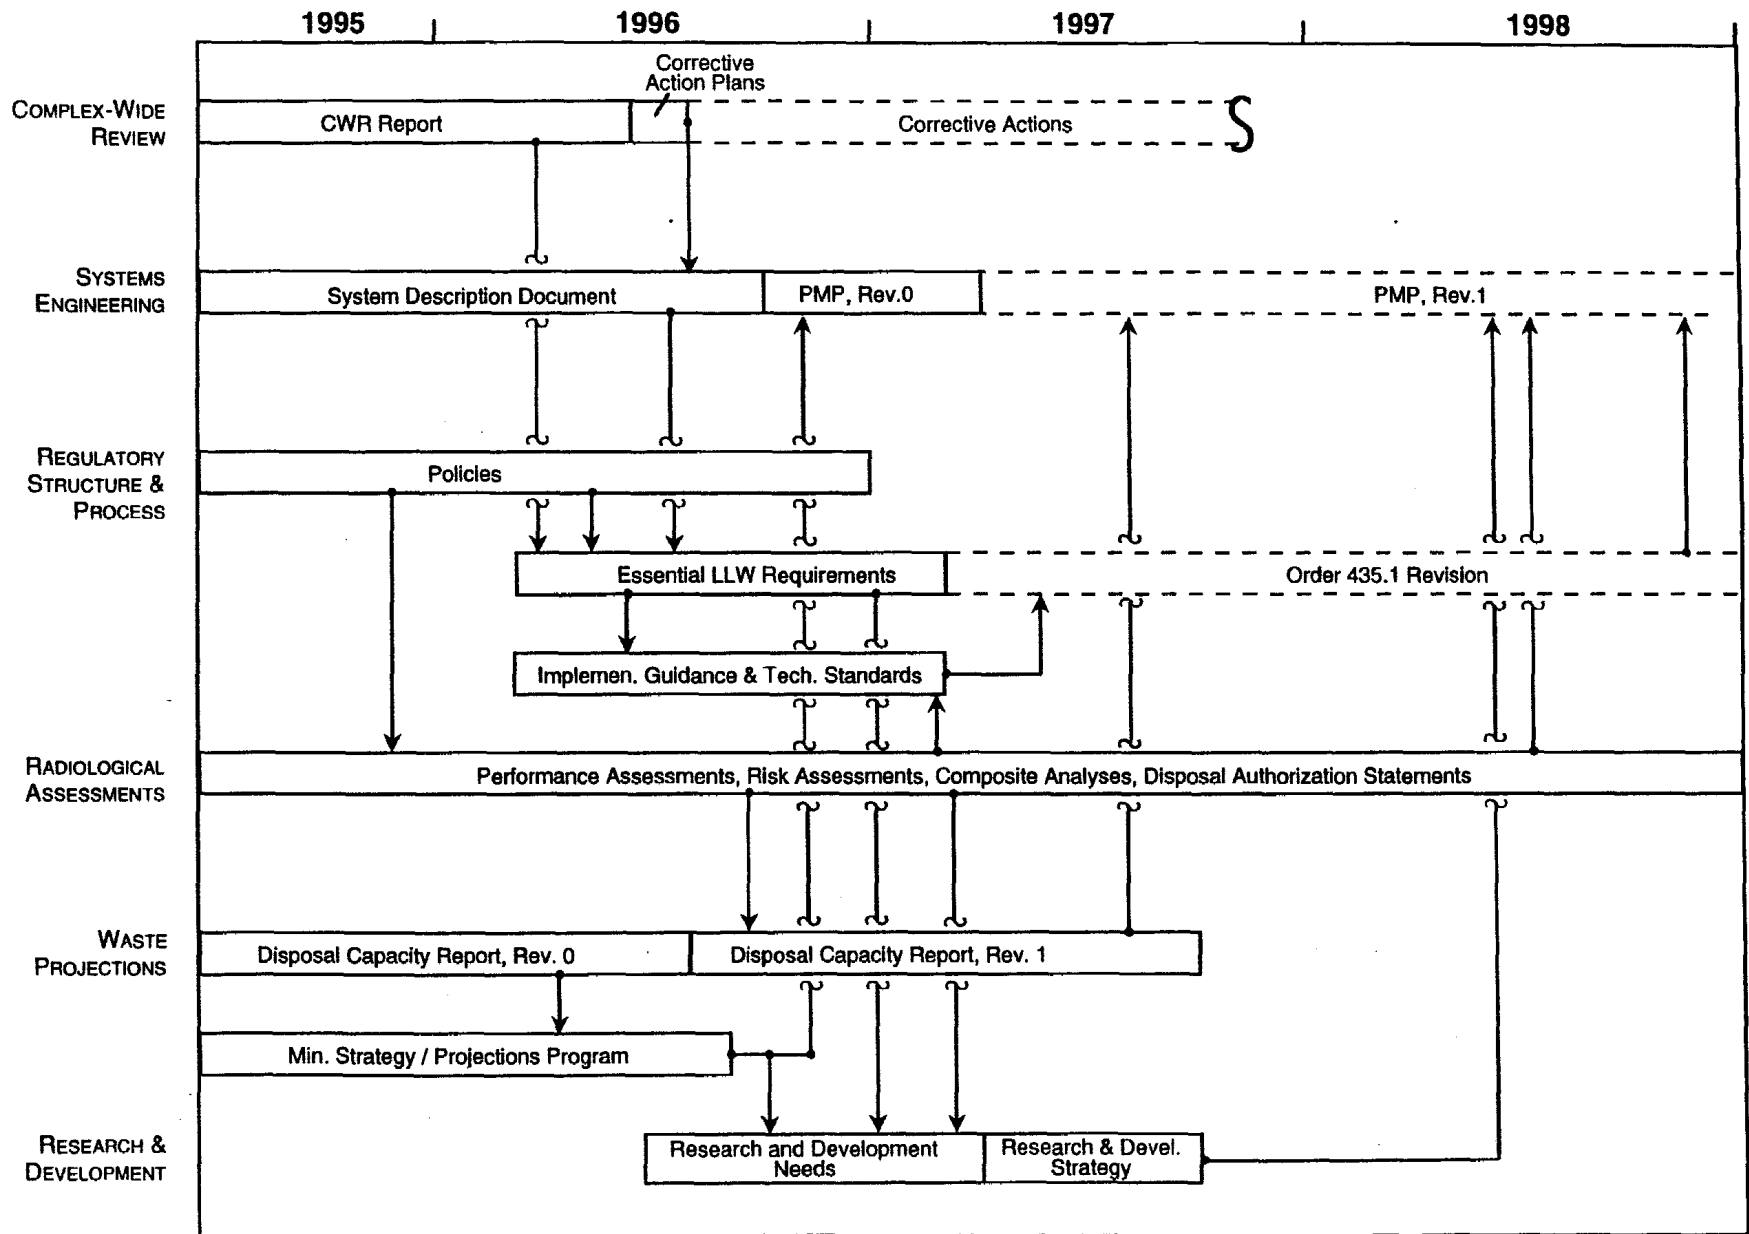 1995
1996
1997
1998
COMPLEX-WIDE
REVIEW
CWR Report
Corrective
Action Plans
Corrective Actions
SYSTEMS
ENGINEERING
System Description Document
PMP, Rev.0
PMP, Rev.1
REGULATORY
STRUCTURE &
PROCESS
Policies
Essential LLW Requirements
Order 435.1 Revision
Implemen. Guidance & Tech. Standards
RADIOLOGICAL
ASSESSMENTS
Performance Assessments, Risk Assessments, Composite Analyses, Disposal Authorization Statements
WASTE
PROJECTIONS
Disposal Capacity Report, Rev. 0
Disposal Capacity Report, Rev. 1
Min. Strategy / Projections Program
RESEARCH &
DEVELOPMENT
Research and Development
Needs
Research & Devel.
Strategy